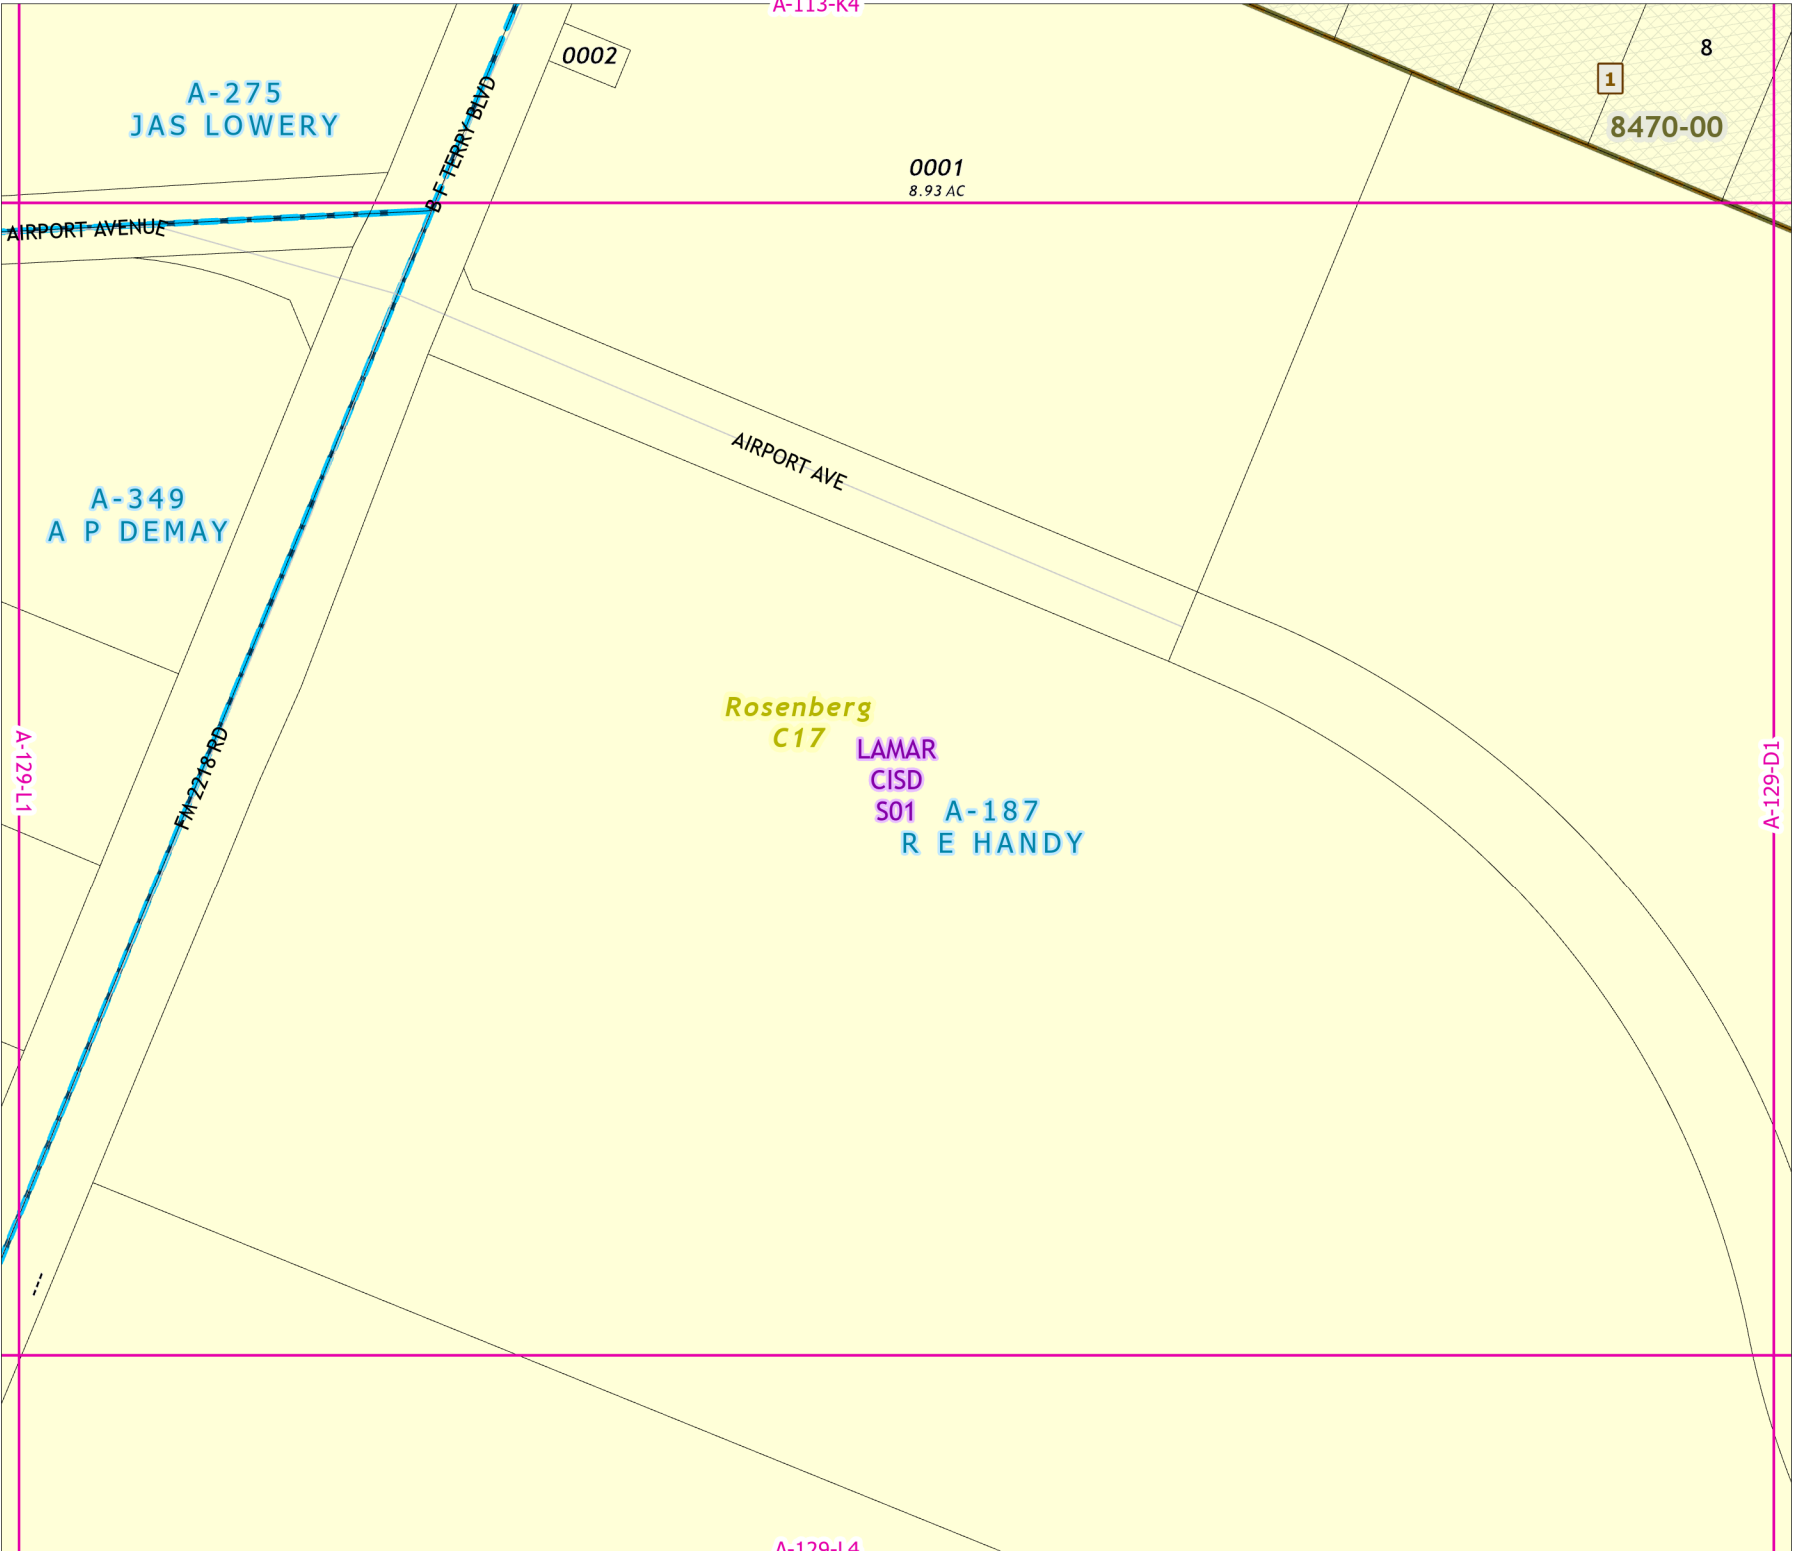 A-113-K4
0002
8
1
A-275
JAS LOWERY
8470-00
B F TERRY BLVD
0001
8.93 AC
AIRPORT AVENUE
AIRPORT AVE
A-349
A P DEMAY
Rosenberg
C17
LAMAR
CISD
S01
A-187
R E HANDY
FM 2218 RD
A-129-L1
A-129-D1
A-129-L4